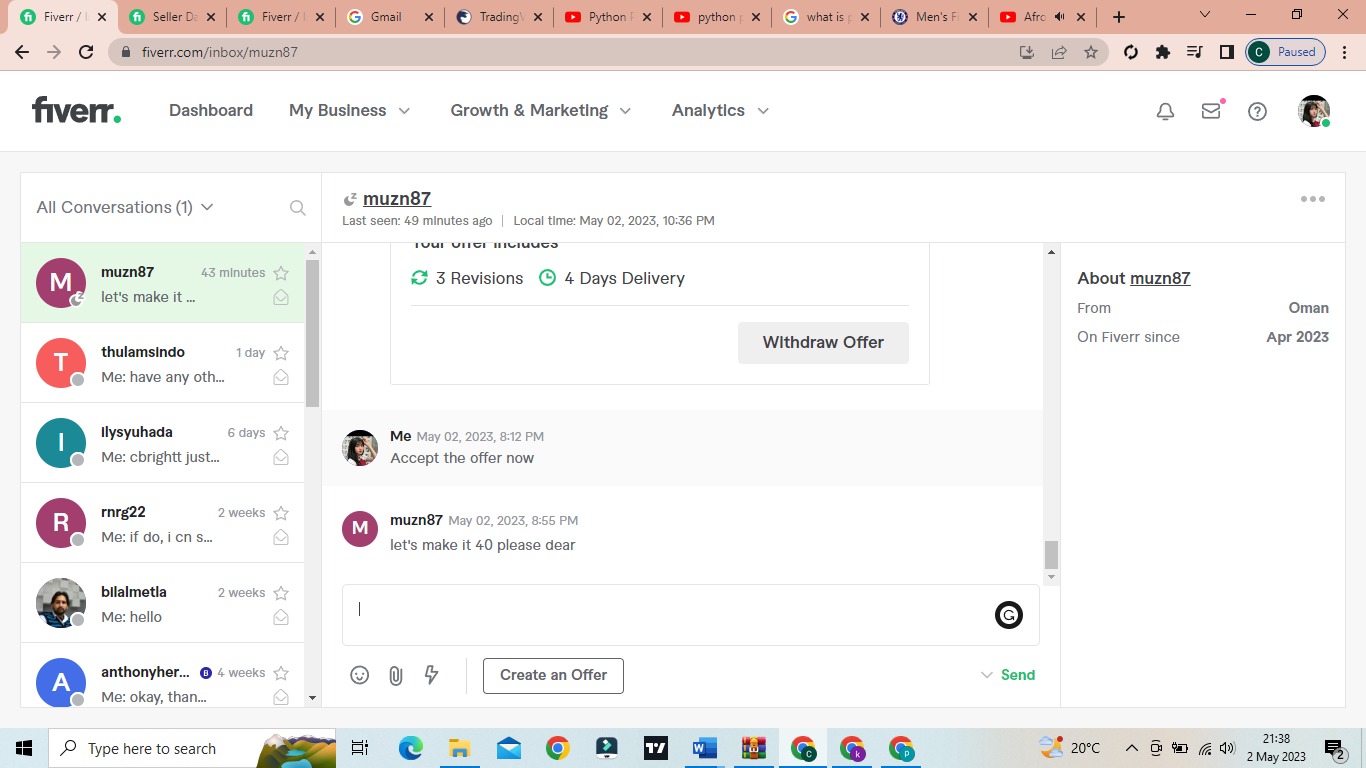 Fiverr / I
Seller Da
Fiverr / I
Gmail
TradingV
Python P
python p
what is p
Men's Fi
Afro
fiverr.com/inbox/muzn87
C
Paused
fiverr.
Dashboard
My Business
Growth & Marketing
Analytics
All Conversations (1)
muzn87
Last seen: 49 minutes ago
Local time: May 02, 2023, 10:36 PM
M
muzn87
43 minutes
let's make it ...
T
thulamsindo
1 day
Me: have any oth...
I
ilysyuhada
6 days
Me: cbrightt just...
R
rnrg22
2 weeks
Me: if do, i cn s...
bilalmetla
2 weeks
Me: hello
A
anthonyher...
B
4 weeks
Me: okay, than...
Your offer includes
3 Revisions
4 Days Delivery
Withdraw Offer
Me May 02, 2023, 8:12 PM
Accept the offer now
M
muzn87 May 02, 2023, 8:55 PM
let's make it 40 please dear
G
Create an Offer
Send
About muzn87
From
Oman
On Fiverr since
Apr 2023
Type here to search
W
C
k
p
20°C
21:38
2 May 2023
2